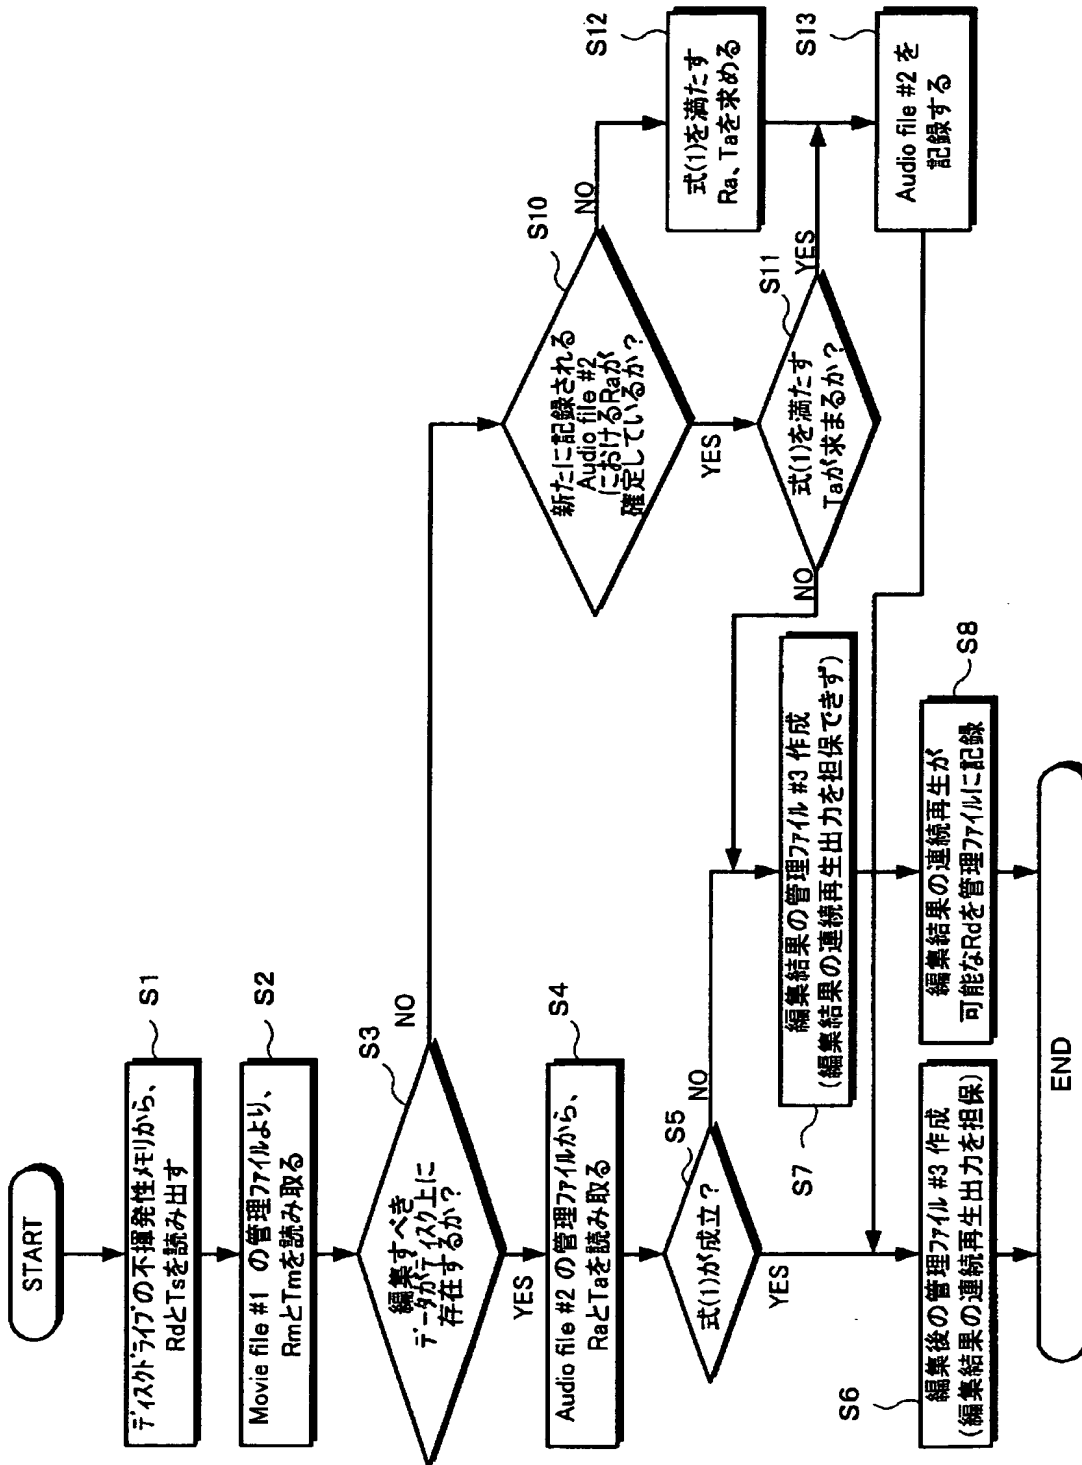 START
ディスクドライブの不揮発性メモリから、
RdとTsを読み出す
S1
Movie file #1 の管理ファイルより、
RmとTmを読み取る
S2
編集すべき
データがディスク上に
存在するか？
S3
NO
YES
Audio file #2 の管理ファイルから、
RaとTaを読み取る
S4
式(1)が成立？
S5
NO
YES
編集後の管理ファイル #3 作成
(編集結果の連続再生出力を担保)
S6
編集結果の管理ファイル #3 作成
(編集結果の連続再生出力を担保できず)
S7
編集結果の連続再生が
可能なRdを管理ファイルに記録
S8
新たに記録される
Audio file #2
におけるRaが
確定しているか？
S10
NO
YES
式(1)を満たす
Taが求まるか？
S11
NO
YES
式(1)を満たす
Ra、Taを求める
S12
Audio file #2 を
記録する
S13
END